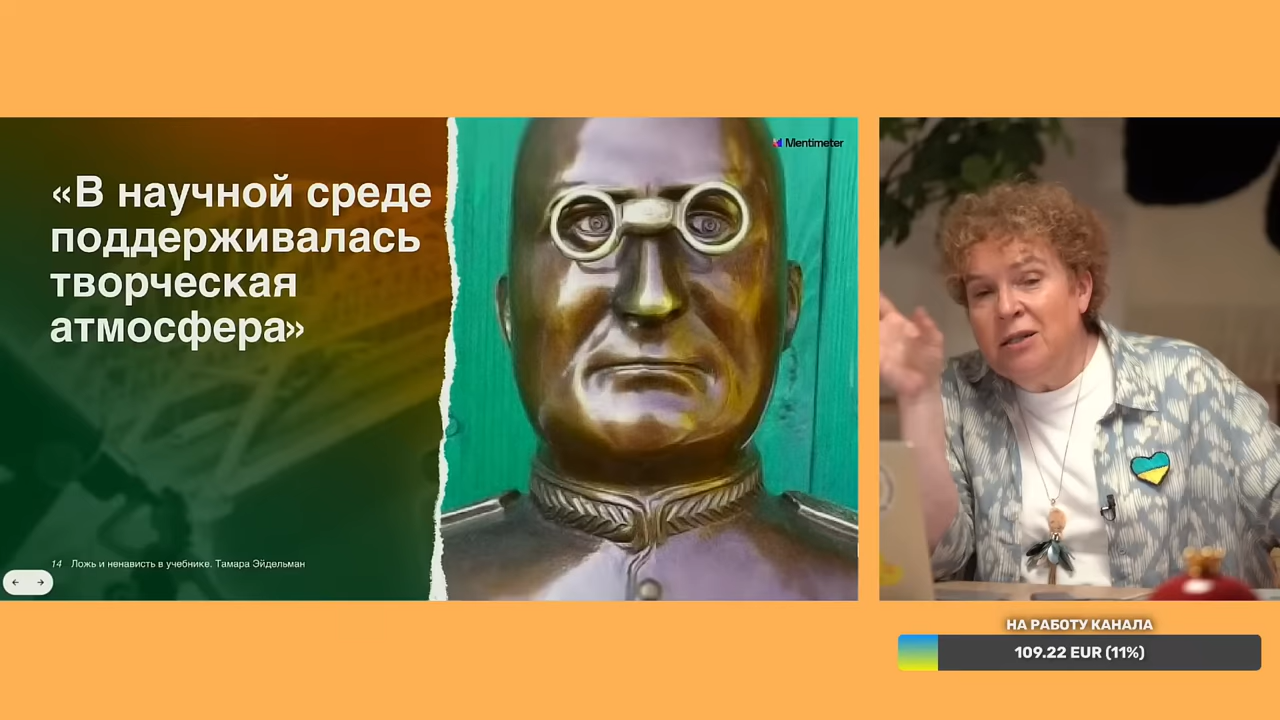 «В научной среде
поддерживалась
творческая
атмосфера»
Mentimeter
14 Ложь и ненависть в учебнике. Тамара Эйдельман
НА РАБОТУ КАНАЛА
109.22 EUR (11%)